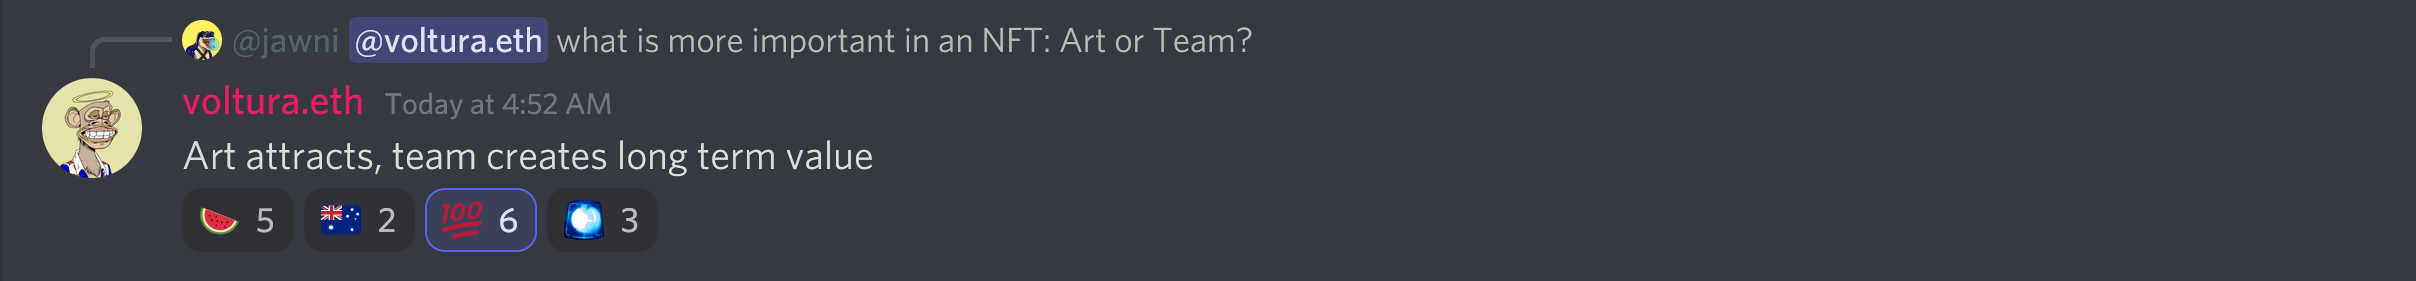 @jawni @voltura.eth what is more important in an NFT: Art or Team?
voltura.eth Today at 4:52 AM
Art attracts, team creates long term value
5 2 100 6 3